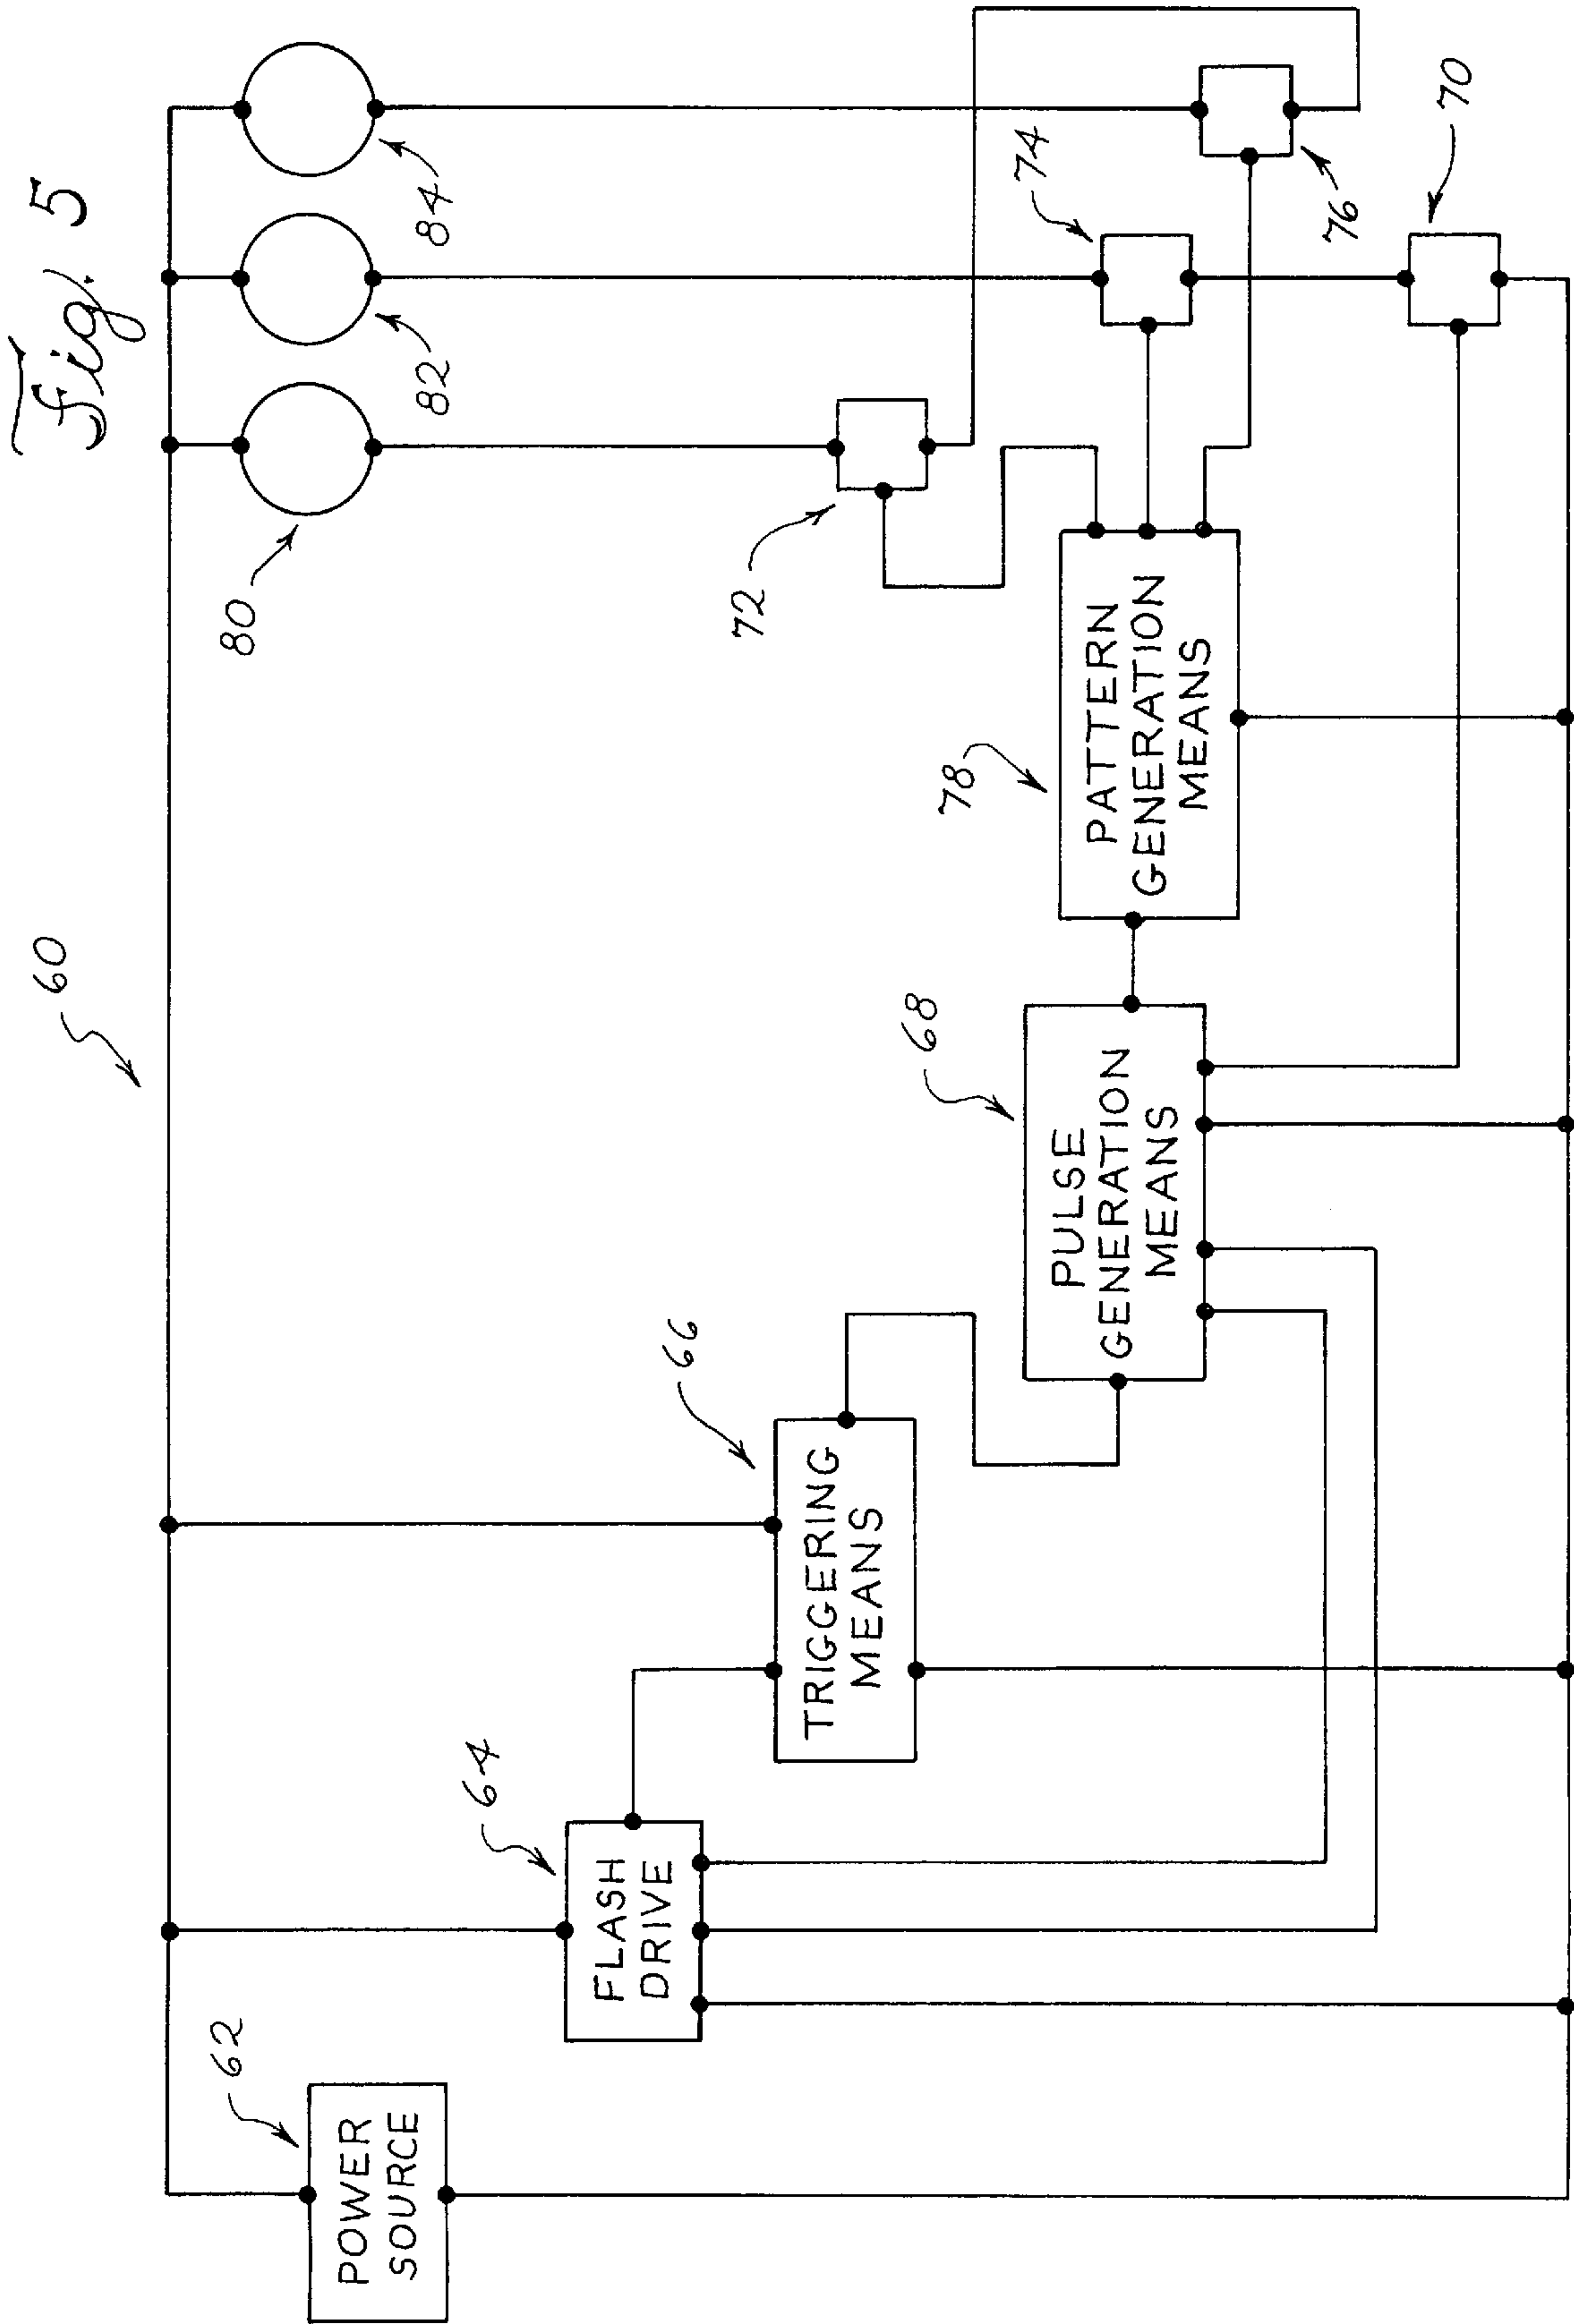 Fig. 5
60
62
POWER
SOURCE
64
FLASH
DRIVE
66
TRIGGERING
MEANS
68
PULSE
GENERATION
MEANS
78
PATTERN
GENERATION
MEANS
80
82
84
72
74
76
70